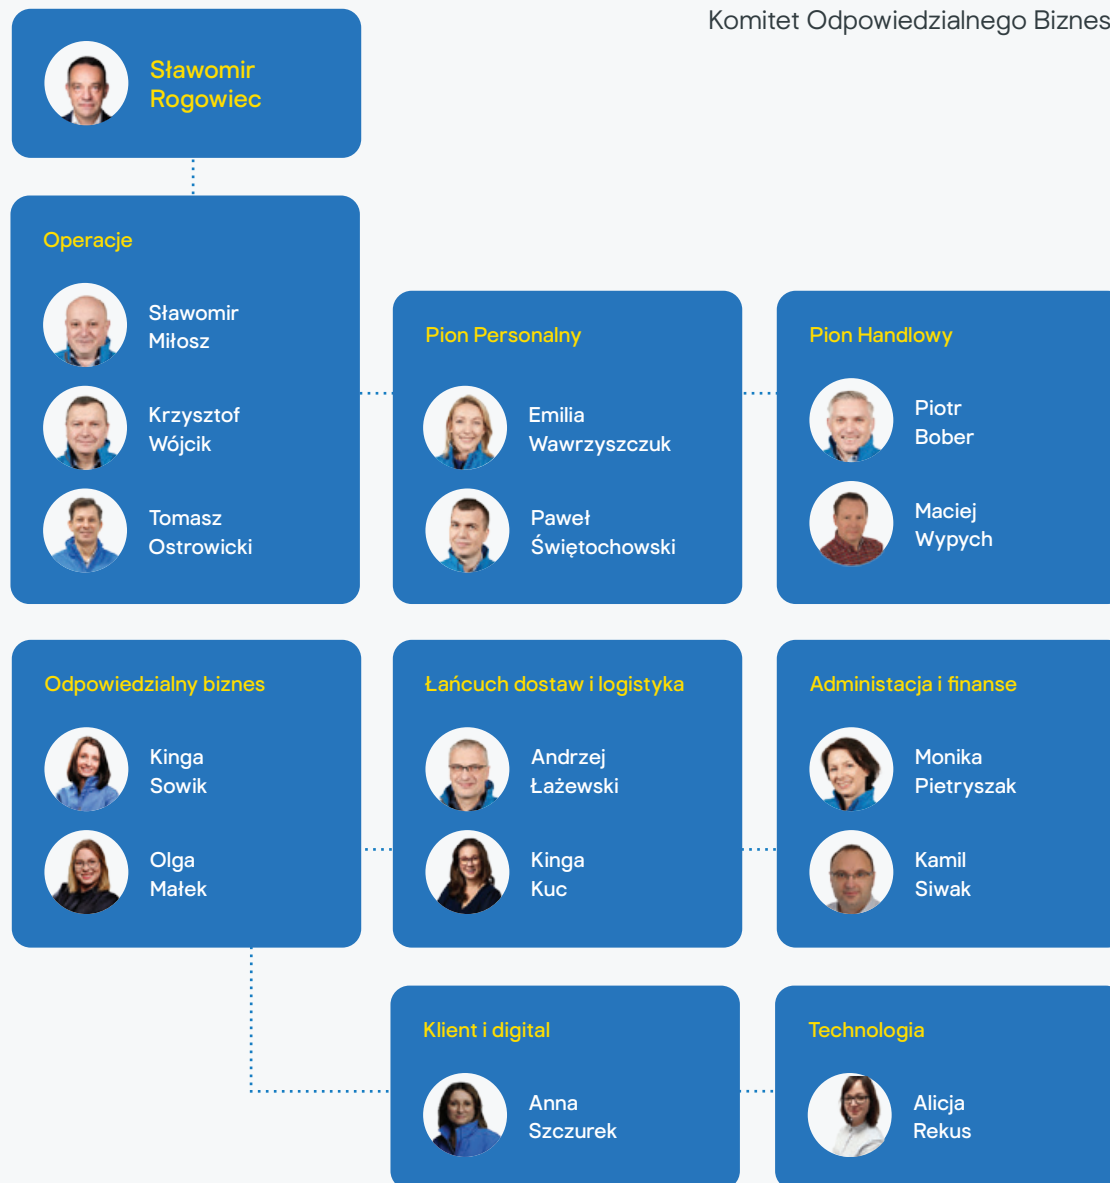 Komitet Odpowiedzialnego Biznes
Sławomir
Rogowiec
Operacje
Sławomir
Miłosz
Krzysztof
Wójcik
Tomasz
Ostrowicki
Pion Personalny
Emilia
Wawrzyszczuk
Paweł
Świętochowski
Pion Handlowy
Piotr
Bober
Maciej
Wypych
Odpowiedzialny biznes
Kinga
Sowik
Olga
Małek
Łańcuch dostaw i logistyka
Andrzej
Łażewski
Kinga
Kuc
Administacja i finanse
Monika
Pietryszak
Kamil
Siwak
Klient i digital
Anna
Szczurek
Technologia
Alicja
Rekus